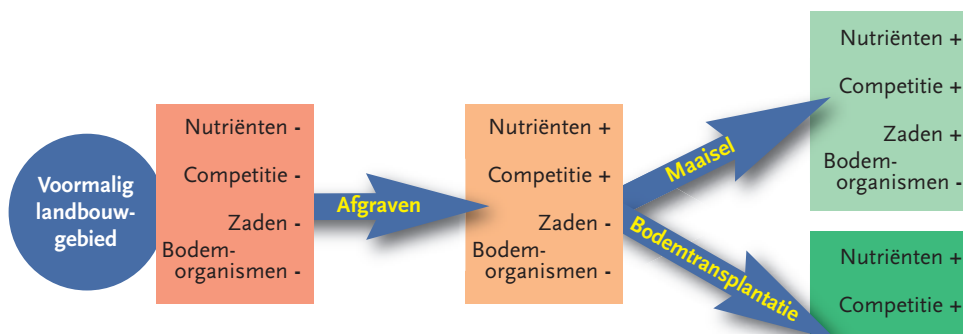 Voormalig
landbouw-
gebied
Nutriënten -
Competitie -
Zaden -
Bodem-
organismen -
Afgraven
Nutriënten +
Competitie +
Zaden -
Bodem-
organismen -
Maaisel
Bodemtransplantatie
Nutriënten +
Competitie +
Zaden +
Bodem-
organismen -
Nutriënten +
Competitie +